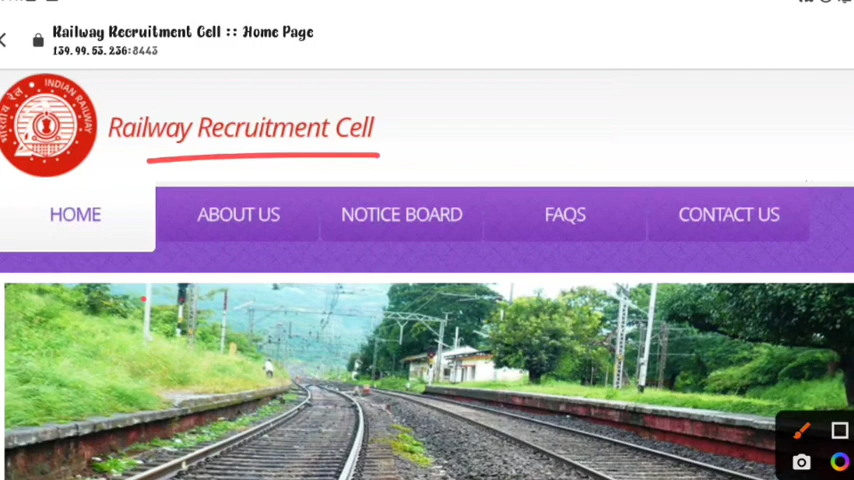 Railway Recruitment Cell :: Home Page
139.99.53.236:8443
भारतीय रेल
INDIAN RAILWAY
Railway Recruitment Cell
HOME
ABOUT US
NOTICE BOARD
FAQS
CONTACT US